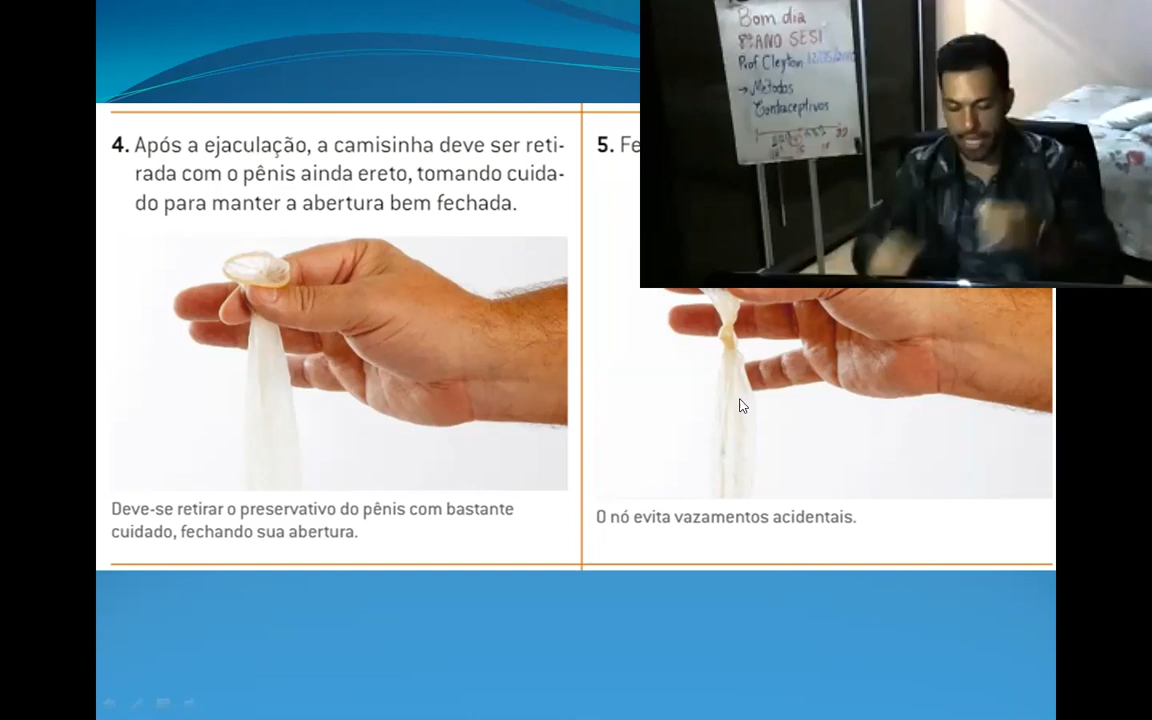 4. Após a ejaculação, a camisinha deve ser reti-
rada com o pênis ainda ereto, tomando cuida-
do para manter a abertura bem fechada.
Deve-se retirar o preservativo do pênis com bastante
cuidado, fechando sua abertura.
5. Fe
O nó evita vazamentos acidentais.
Bom dia
8º ANO SESI
Prof Cleyton
→ Métodos
Contraceptivos